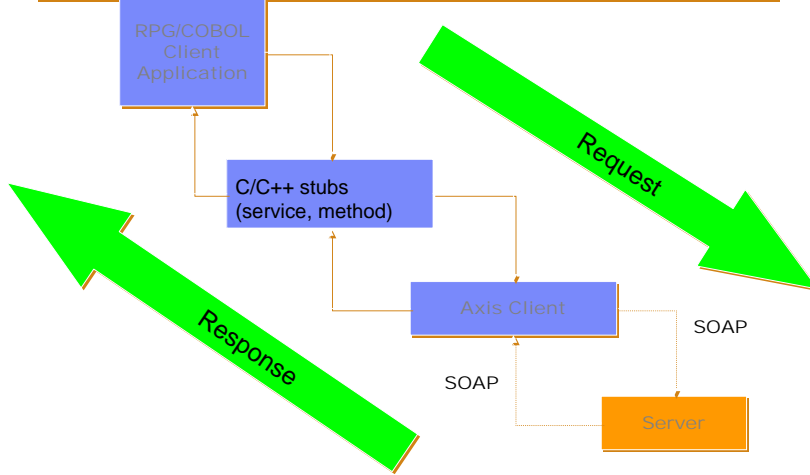 RPG/COBOL
Client
Application
Request
C/C++ stubs
(service, method)
Axis Client
Response
SOAP
SOAP
Server